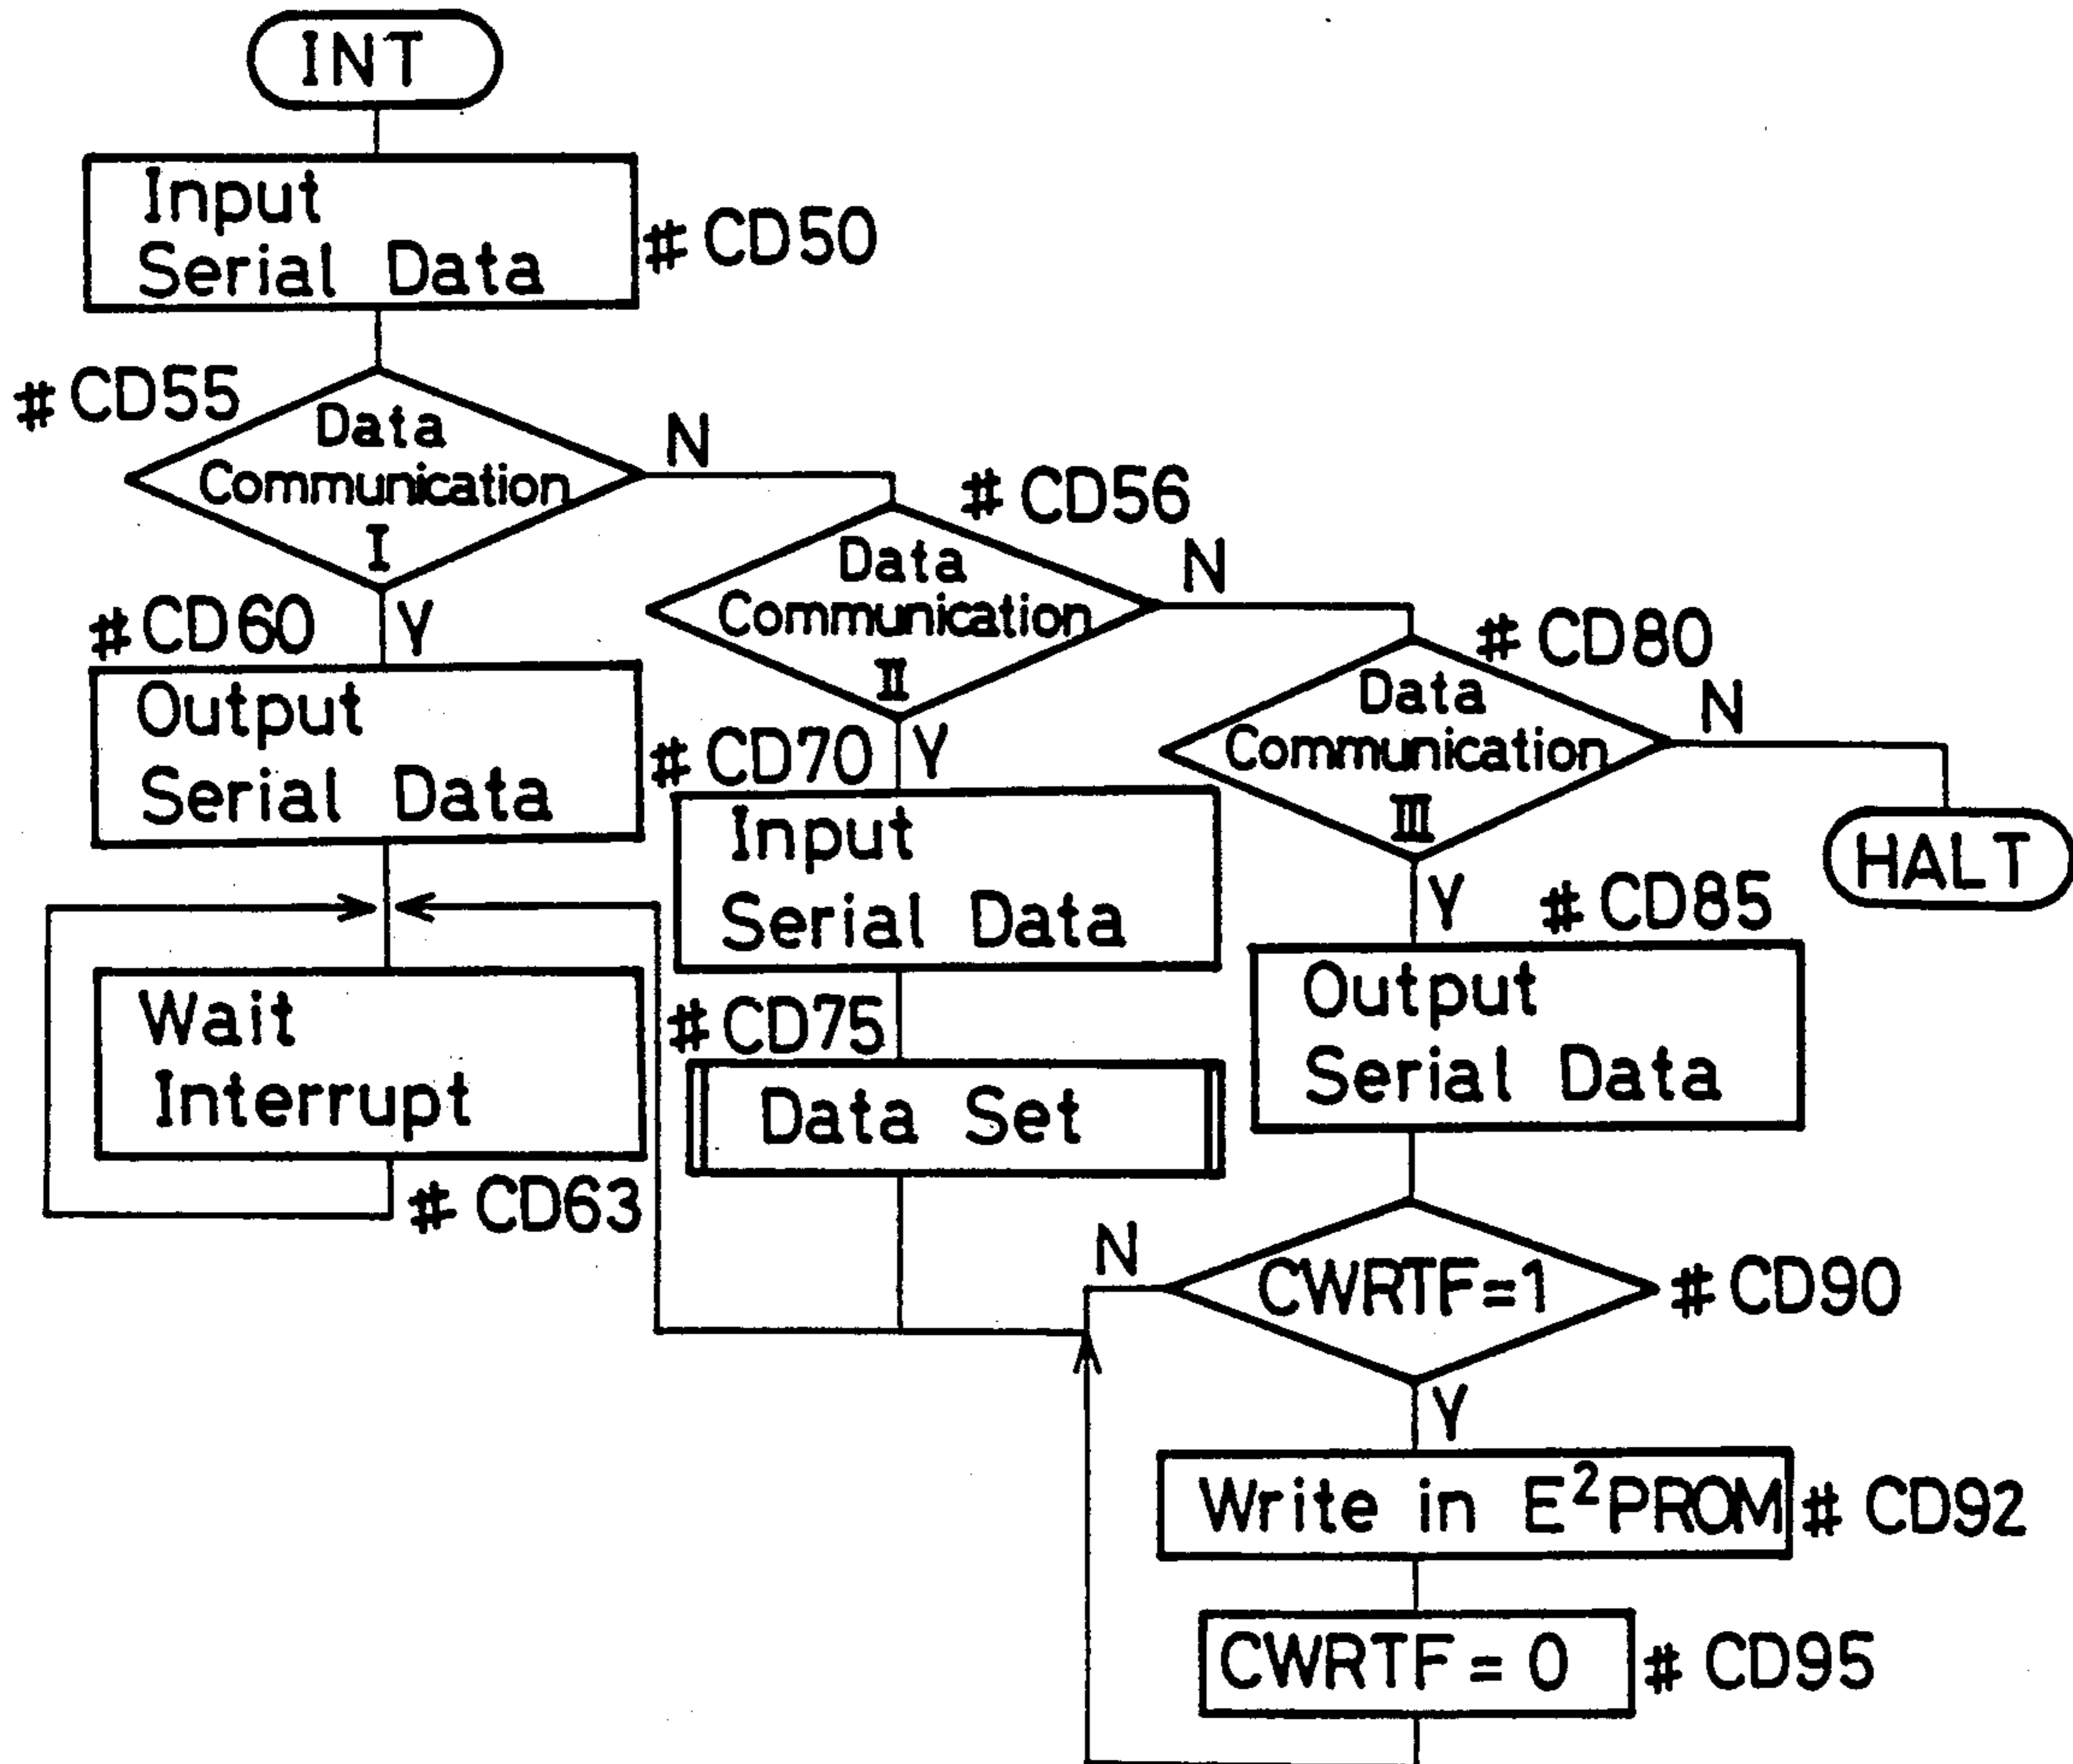 INT
Input
Serial Data
# CD50
# CD55
Data
Communication
I
N
Y
# CD56
Data
Communication
II
N
Y
# CD80
Data
Communication
III
N
Y
HALT
# CD60
Output
Serial Data
Wait
Interrupt
# CD63
# CD70
Input
Serial Data
# CD75
Data Set
# CD85
Output
Serial Data
N
CWRTF=1
# CD90
Y
Write in E²PROM
# CD92
CWRTF = 0
# CD95